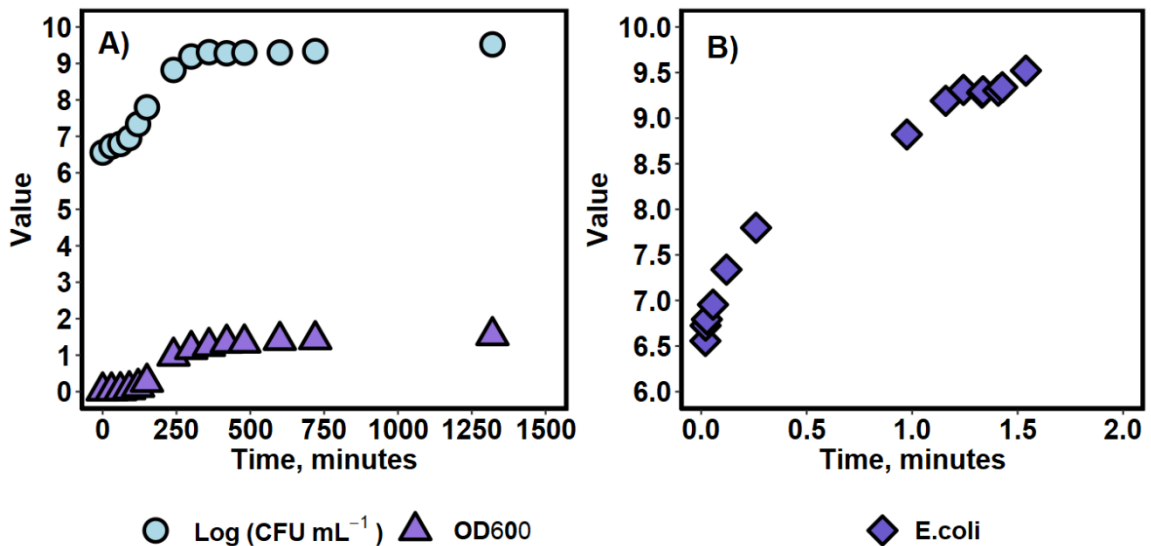 A)
Value
10
9
8
7
6
5
4
3
2
1
0
0 250 500 750 1000 1250 1500
Time, minutes
B)
Value
10.0
9.5
9.0
8.5
8.0
7.5
7.0
6.5
6.0
0.0 0.5 1.0 1.5 2.0
Time, minutes
Log (CFU mL⁻¹) OD600 E.coli